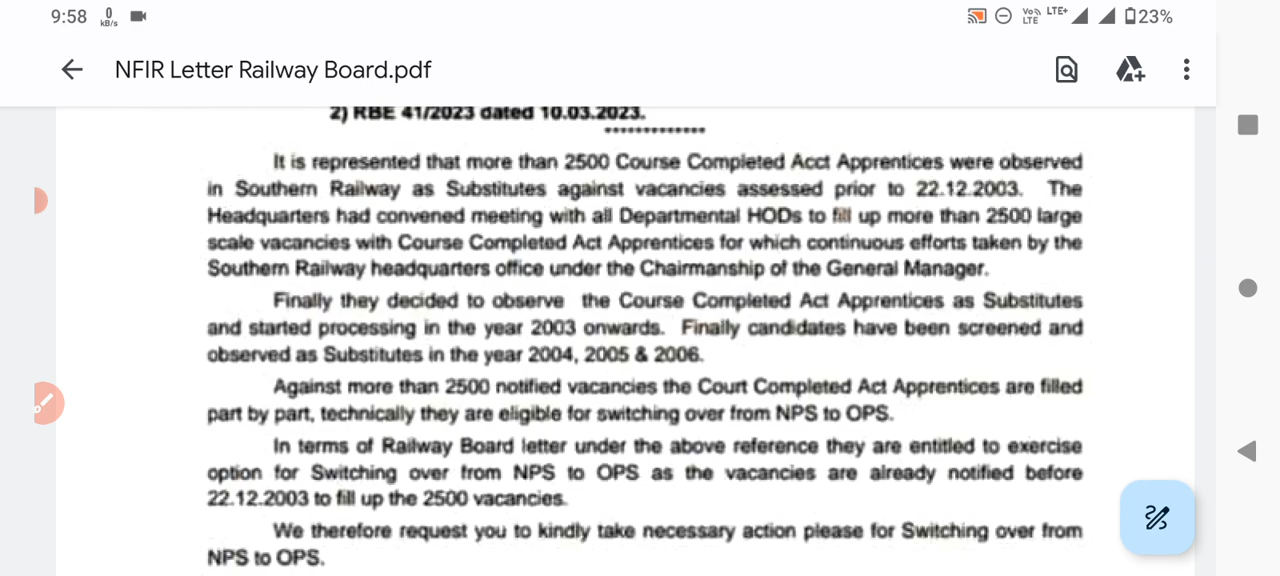 9:58 0 kB/s Vo) LTE LTE+ 23%
NFIR Letter Railway Board.pdf
2) RBE 41/2023 dated 10.03.2023.
*************
It is represented that more than 2500 Course Completed Acct Apprentices were observed
in Southern Railway as Substitutes against vacancies assessed prior to 22.12.2003. The
Headquarters had convened meeting with all Departmental HODs to fill up more than 2500 large
scale vacancies with Course Completed Act Apprentices for which continuous efforts taken by the
Southern Railway headquarters office under the Chairmanship of the General Manager.
Finally they decided to observe the Course Completed Act Apprentices as Substitutes
and started processing in the year 2003 onwards. Finally candidates have been screened and
observed as Substitutes in the year 2004, 2005 & 2006.
Against more than 2500 notified vacancies the Court Completed Act Apprentices are filled
part by part, technically they are eligible for switching over from NPS to OPS.
In terms of Railway Board letter under the above reference they are entitled to exercise
option for Switching over from NPS to OPS as the vacancies are already notified before
22.12.2003 to fill up the 2500 vacancies.
We therefore request you to kindly take necessary action please for Switching over from
NPS to OPS.